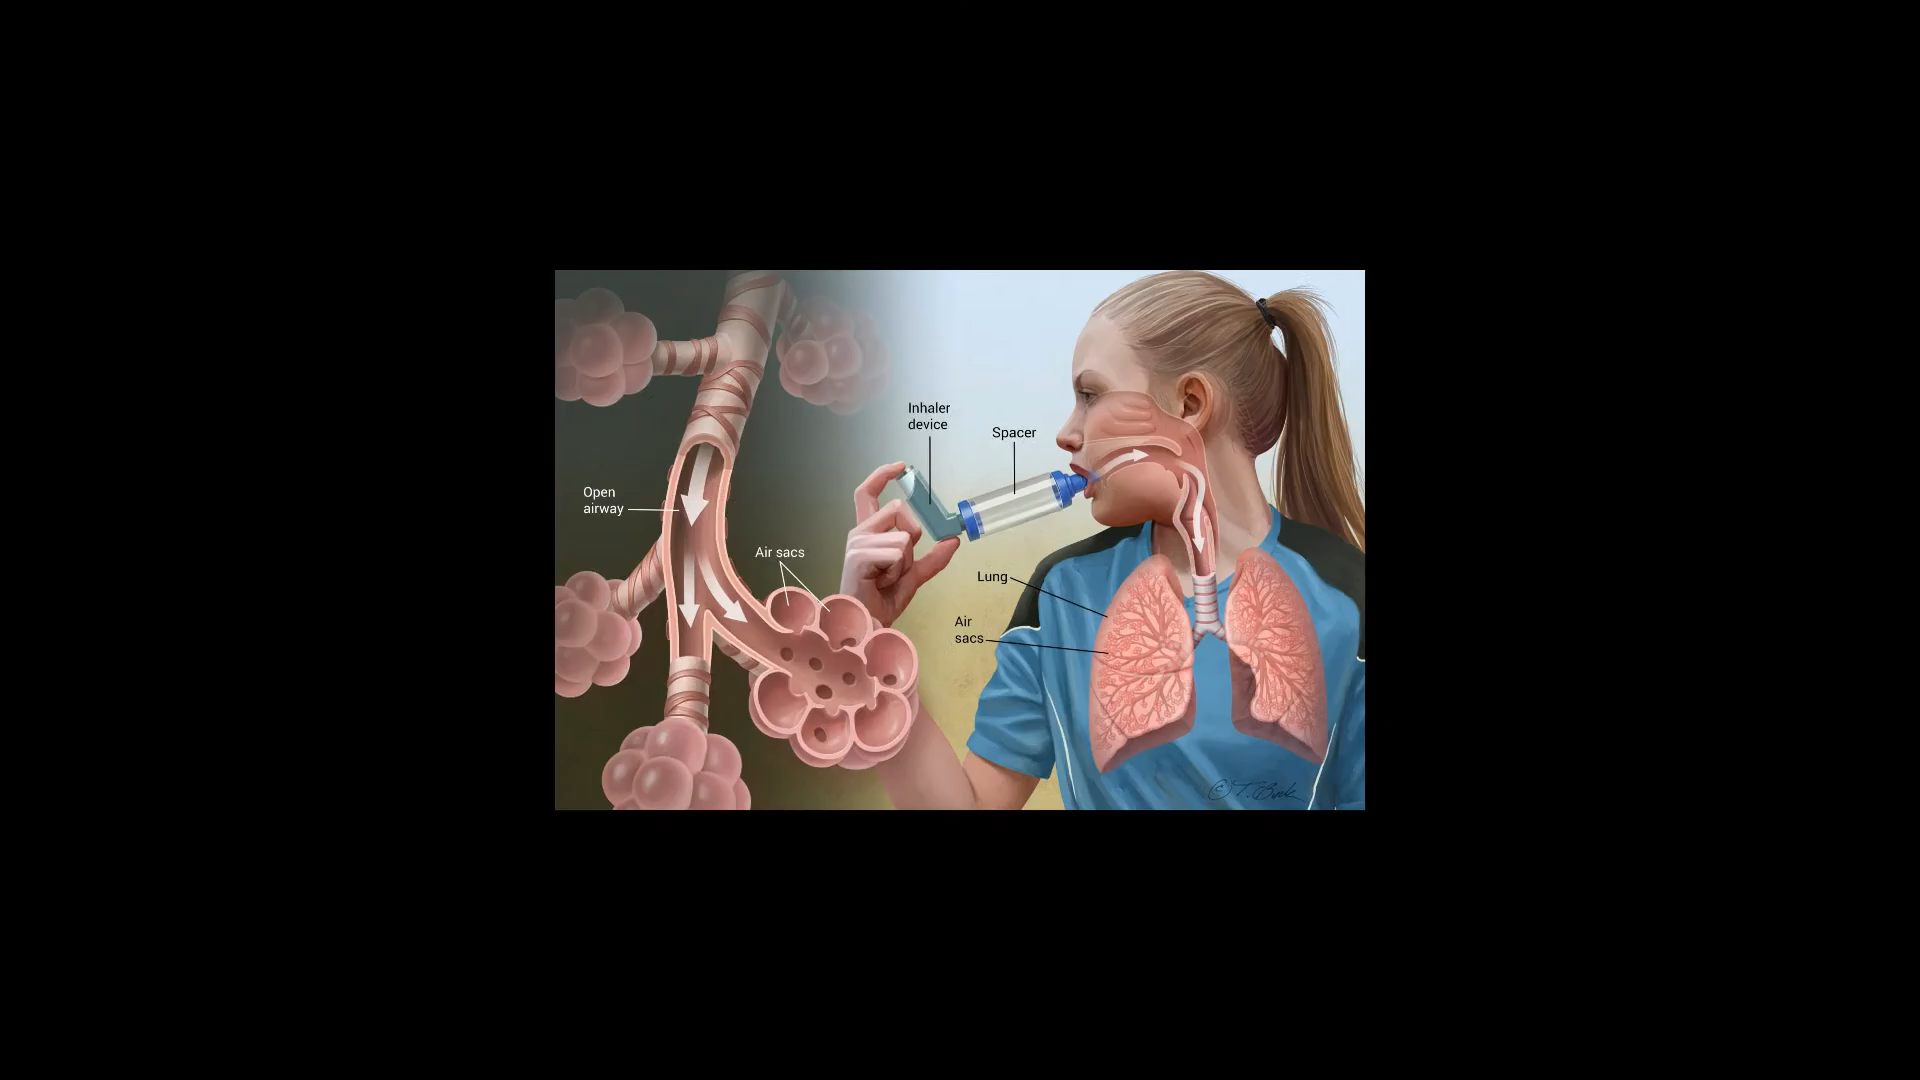 Inhaler
device
Spacer
Open
airway
Air sacs
Lung
Air
sacs